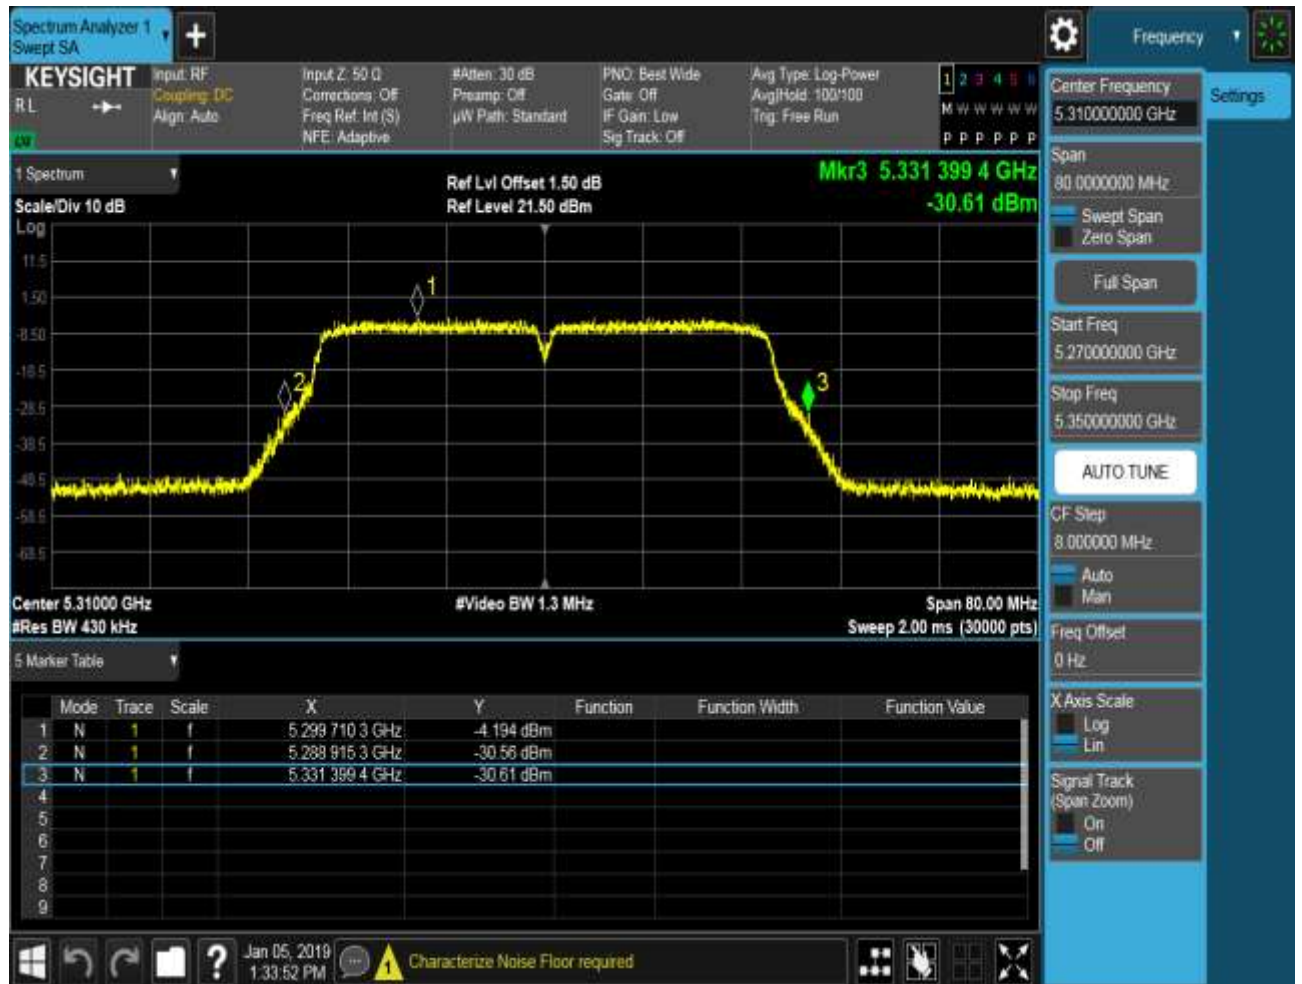 Spectrum Analyzer 1
Swept SA
Frequency
KEYSIGHT
R L
Input: RF
Coupling: DC
Align: Auto
Input Z: 50 Ω
Corrections: Off
Freq Ref: Int (S)
NFE: Adaptive
#Atten: 30 dB
Preamp: Off
µW Path: Standard
PNO: Best Wide
Gate: Off
IF Gain: Low
Sig Track: Off
Avg Type: Log-Power
Avg|Hold: 100/100
Trig: Free Run
1 2 3 4 5 6
M W W W W W
P P P P P P
1 Spectrum
Scale/Div 10 dB
Log
Ref Lvl Offset 1.50 dB
Ref Level 21.50 dBm
Mkr3 5.331 399 4 GHz
-30.61 dBm
11.5
1.50
-8.50
-18.5
-28.5
-38.5
-48.5
-58.5
-68.5
1
2
3
Center 5.31000 GHz
#Res BW 430 kHz
#Video BW 1.3 MHz
Span 80.00 MHz
Sweep 2.00 ms (30000 pts)
5 Marker Table
Mode Trace Scale X Y Function Function Width Function Value
1 N 1 f 5.299 710 3 GHz -4.194 dBm
2 N 1 f 5.288 915 3 GHz -30.56 dBm
3 N 1 f 5.331 399 4 GHz -30.61 dBm
4
5
6
7
8
9
Jan 05, 2019
1:33:52 PM
?
1
Characterize Noise Floor required
Settings
Center Frequency
5.310000000 GHz
Span
80.0000000 MHz
Swept Span
Zero Span
Full Span
Start Freq
5.270000000 GHz
Stop Freq
5.350000000 GHz
AUTO TUNE
CF Step
8.000000 MHz
Auto
Man
Freq Offset
0 Hz
X Axis Scale
Log
Lin
Signal Track
(Span Zoom)
On
Off